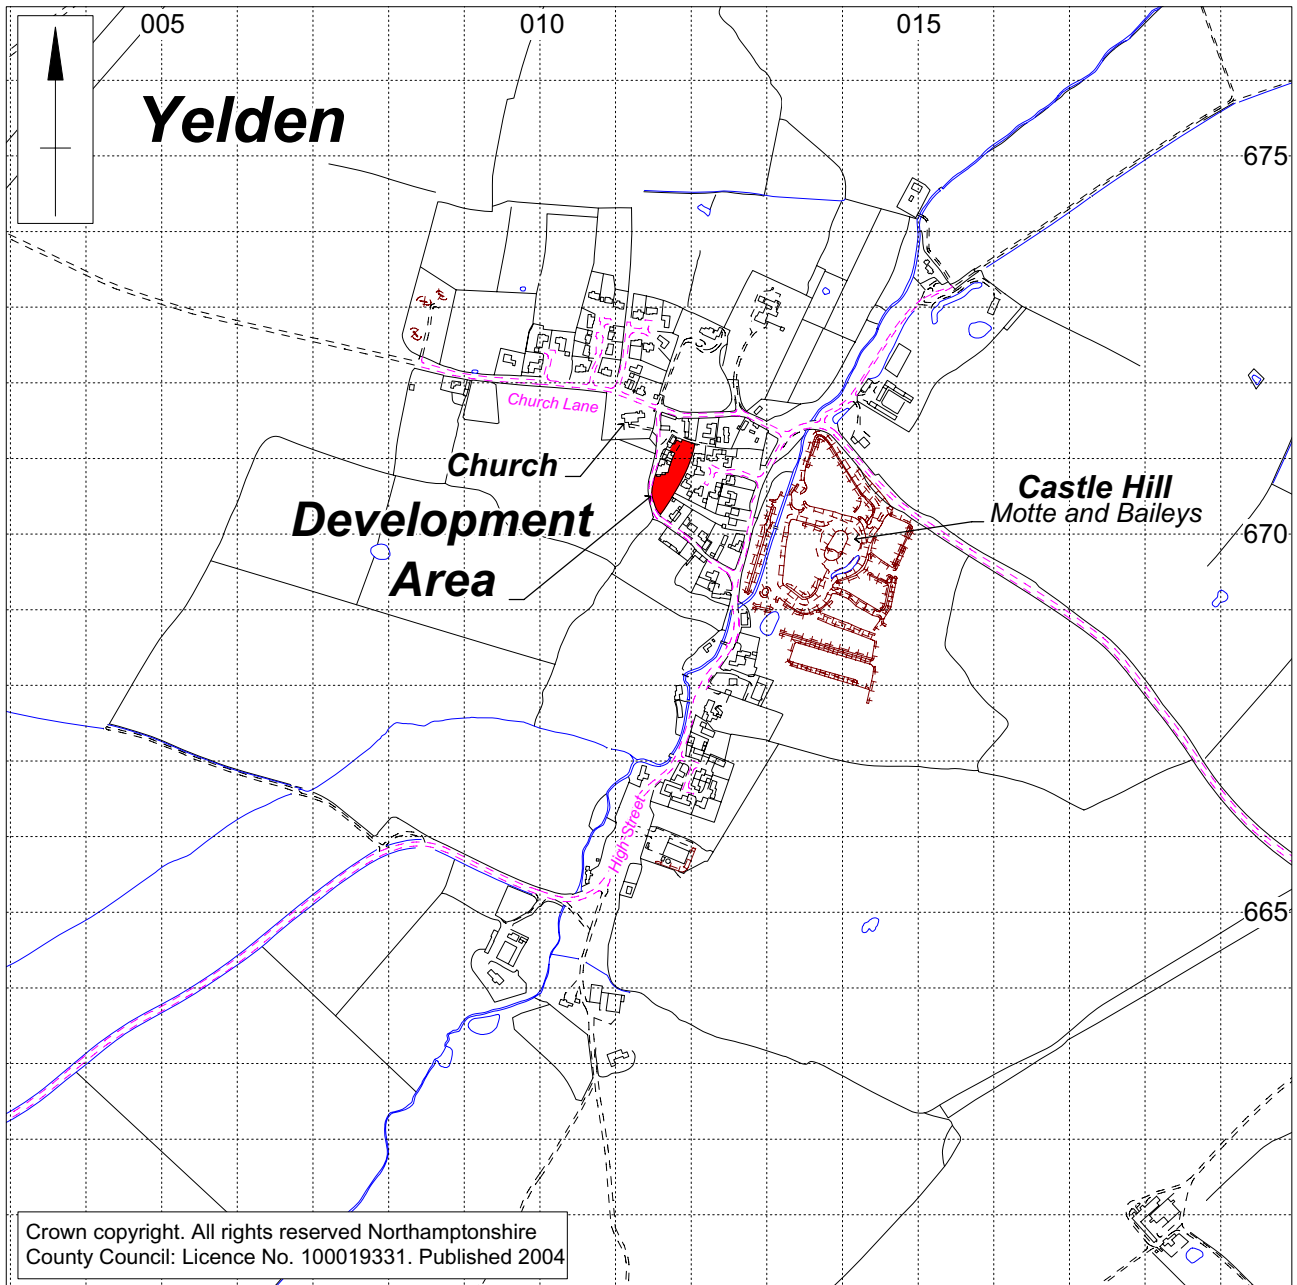 005
010
015
Yelden
675
Church Lane
Church
Castle Hill
Motte and Baileys
Development
Area
670
High Street
665
Crown copyright. All rights reserved Northamptonshire
County Council: Licence No. 100019331. Published 2004